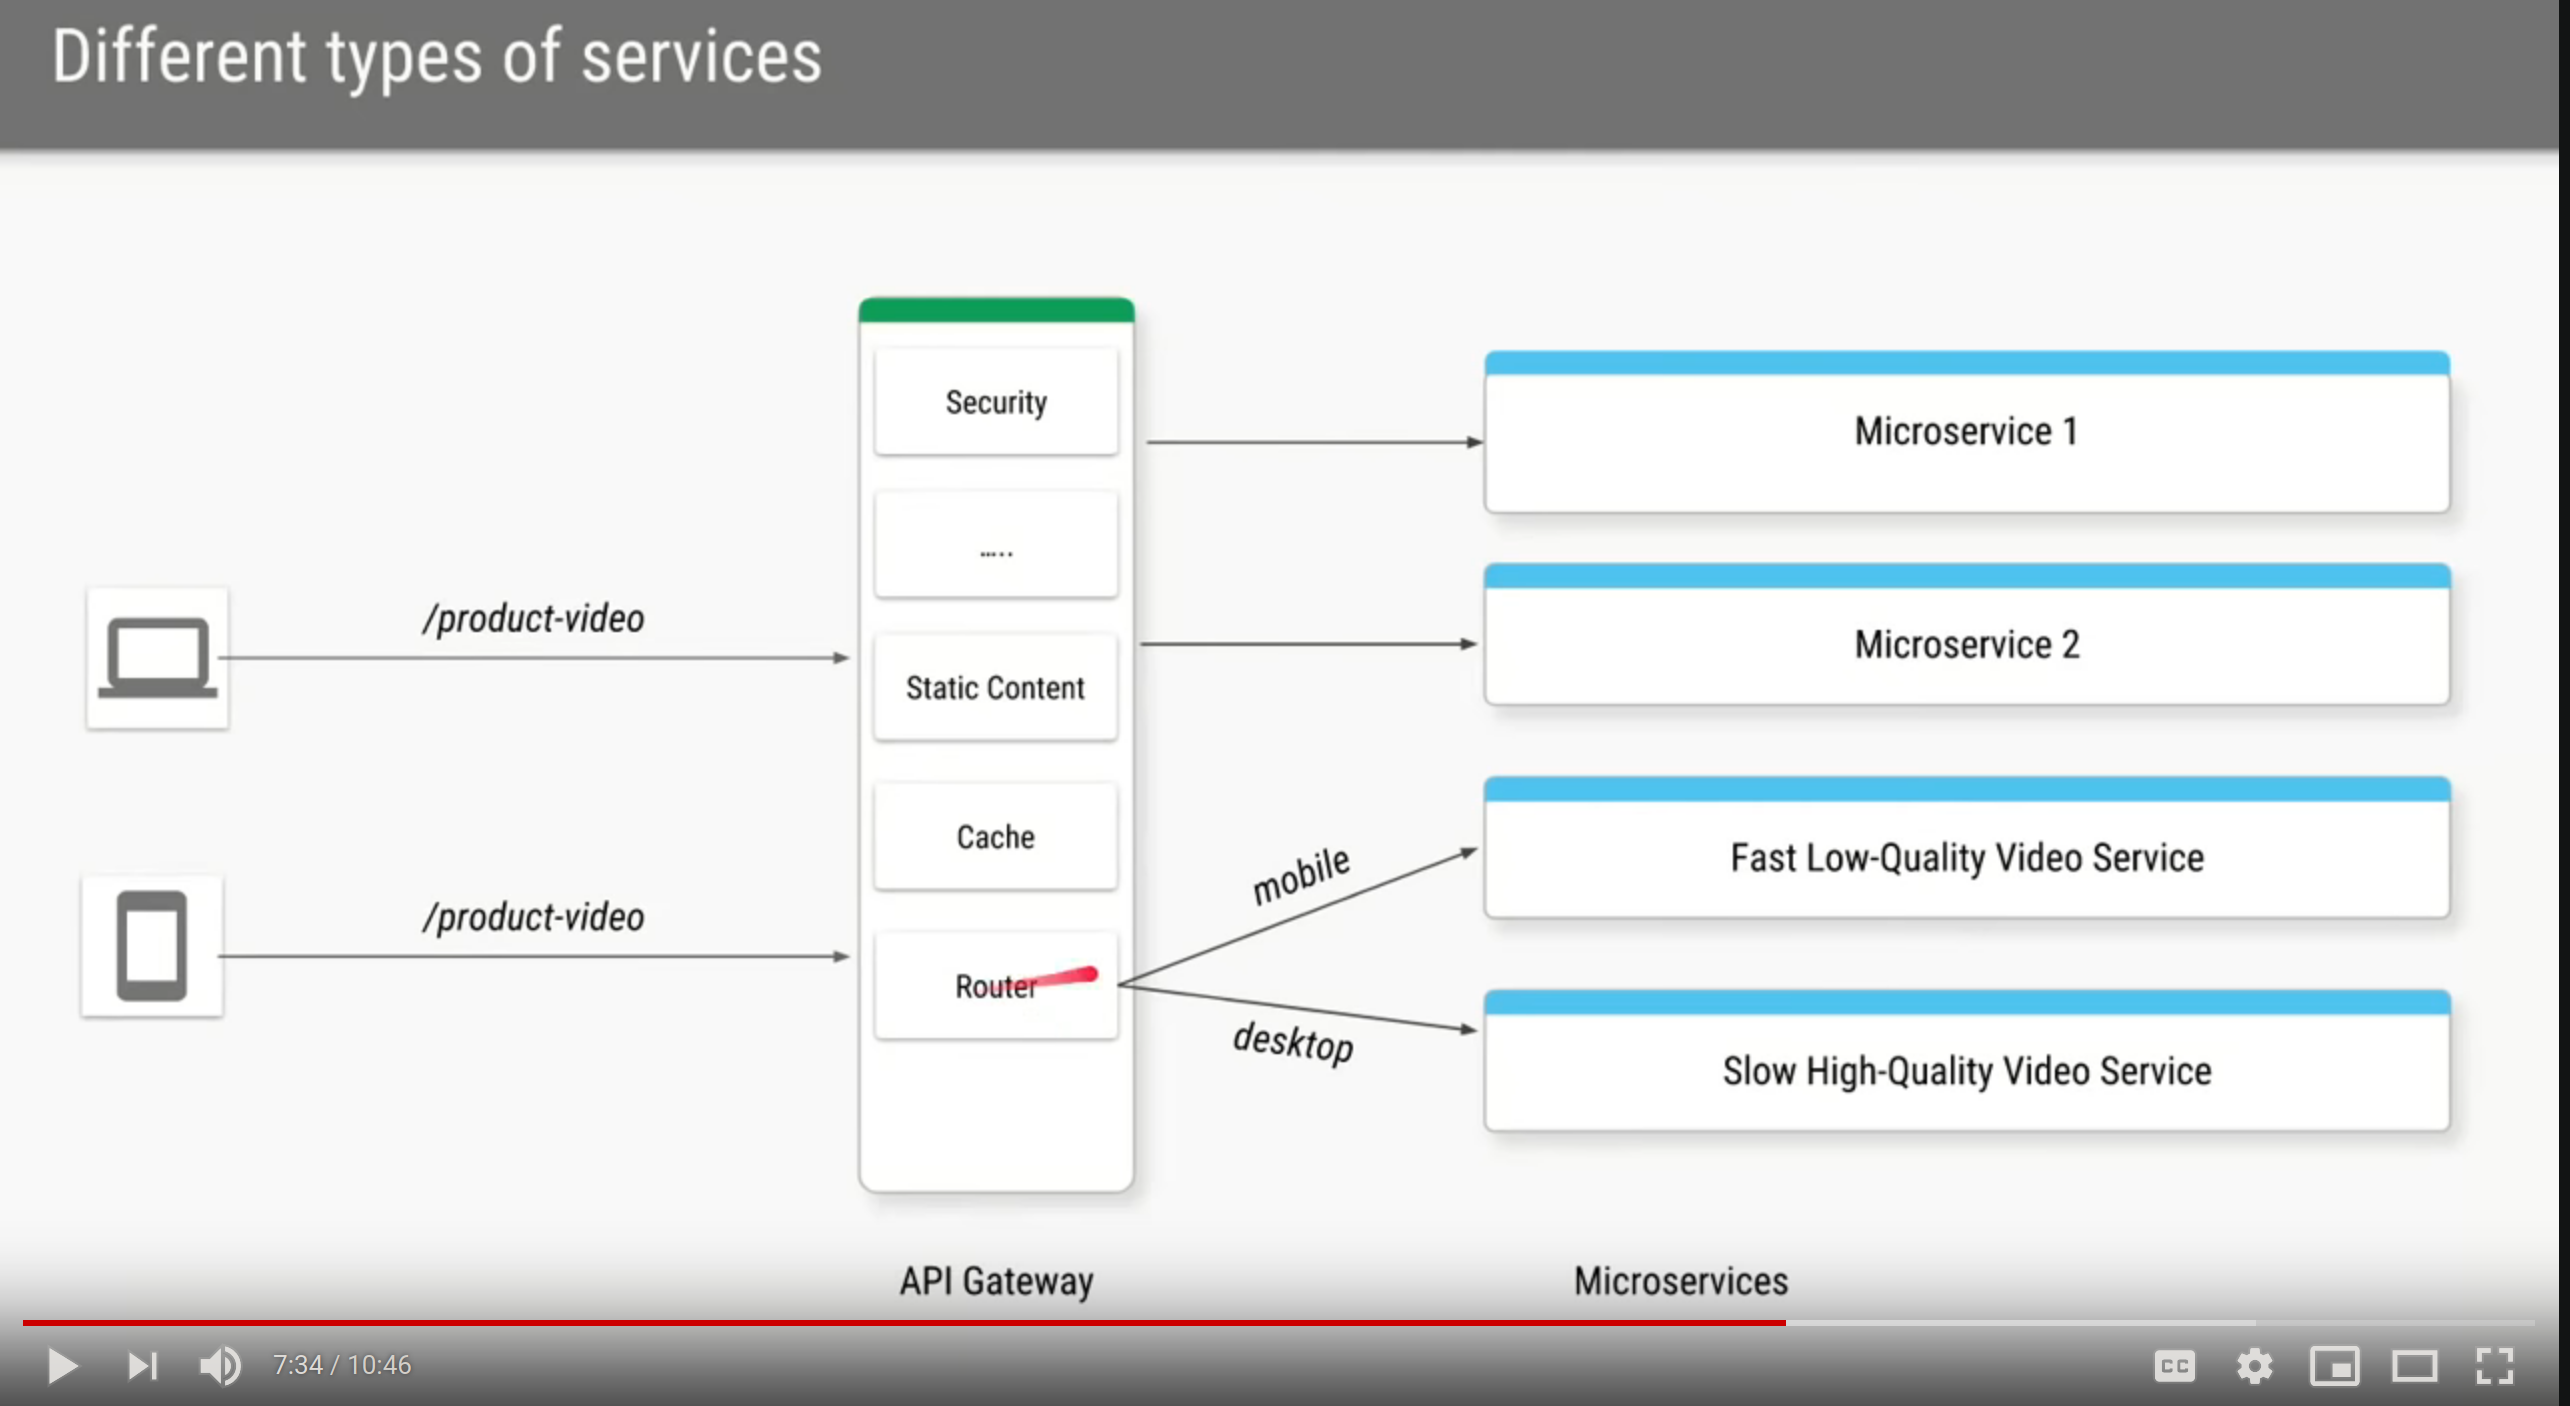 Different types of services
Security
.....
Static Content
Cache
Router
/product-video
/product-video
mobile
desktop
Microservice 1
Microservice 2
Fast Low-Quality Video Service
Slow High-Quality Video Service
API Gateway
Microservices
7:34 / 10:46
CC